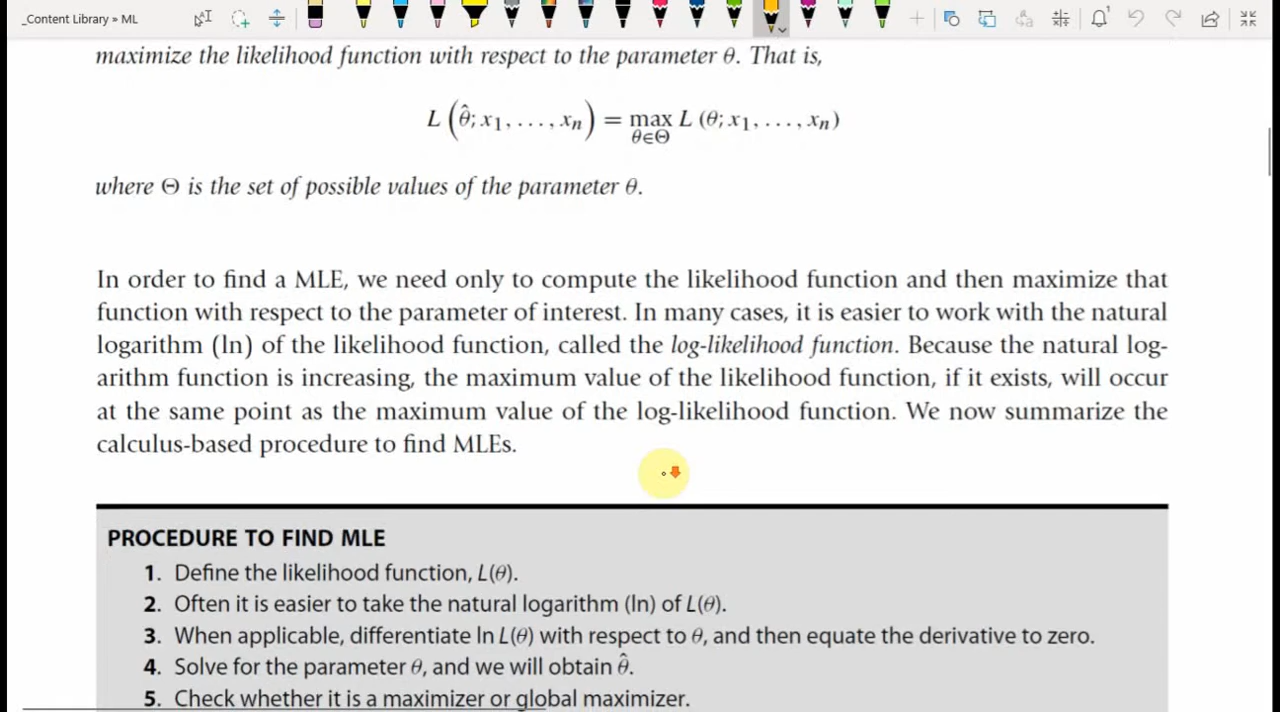 _Content Library » ML
maximize the likelihood function with respect to the parameter θ. That is,
L (θ̂; x₁, . . . , xₙ) = max L (θ; x₁, . . . , xₙ)
θ∈Θ
where Θ is the set of possible values of the parameter θ.
In order to find a MLE, we need only to compute the likelihood function and then maximize that
function with respect to the parameter of interest. In many cases, it is easier to work with the natural
logarithm (ln) of the likelihood function, called the log-likelihood function. Because the natural log-
arithm function is increasing, the maximum value of the likelihood function, if it exists, will occur
at the same point as the maximum value of the log-likelihood function. We now summarize the
calculus-based procedure to find MLEs.
PROCEDURE TO FIND MLE
1. Define the likelihood function, L(θ).
2. Often it is easier to take the natural logarithm (ln) of L(θ).
3. When applicable, differentiate ln L(θ) with respect to θ, and then equate the derivative to zero.
4. Solve for the parameter θ, and we will obtain θ̂.
5. Check whether it is a maximizer or global maximizer.